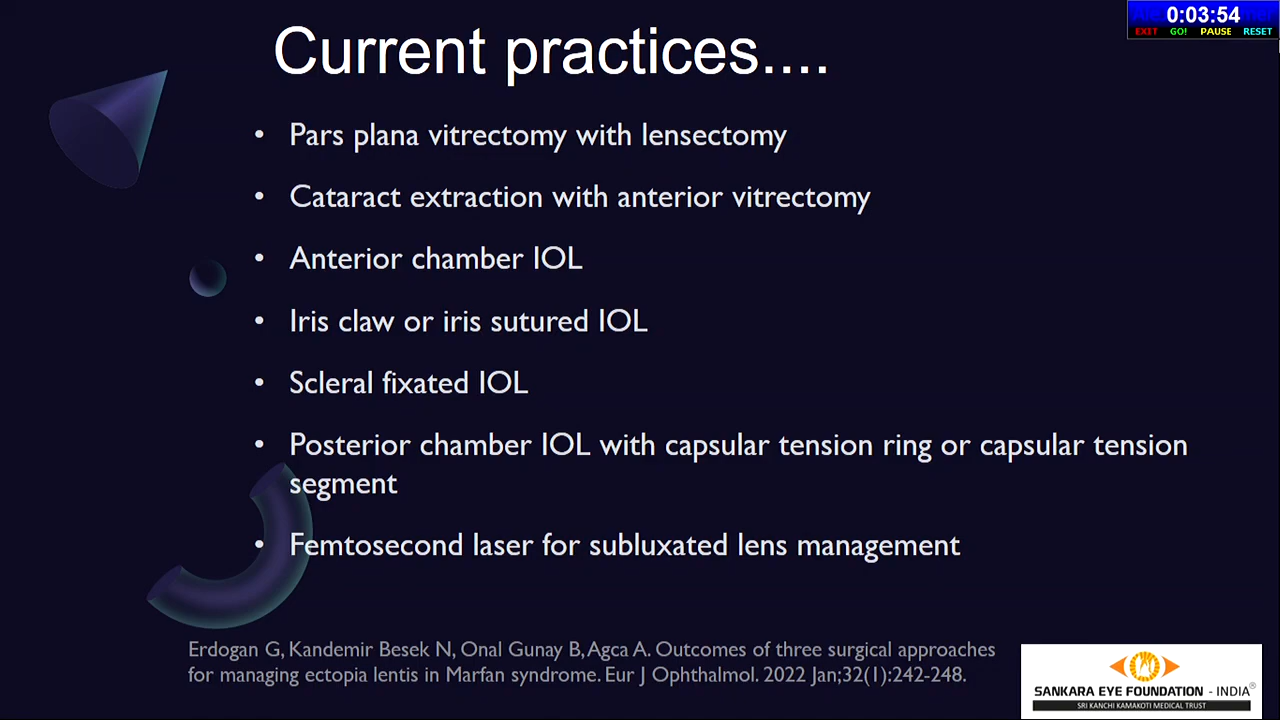 0:03:54
EXIT GO! PAUSE RESET
Current practices....
• Pars plana vitrectomy with lensectomy
• Cataract extraction with anterior vitrectomy
• Anterior chamber IOL
• Iris claw or iris sutured IOL
• Scleral fixated IOL
• Posterior chamber IOL with capsular tension ring or capsular tension
segment
• Femtosecond laser for subluxated lens management
Erdogan G, Kandemir Besek N, Onal Gunay B, Agca A. Outcomes of three surgical approaches
for managing ectopia lentis in Marfan syndrome. Eur J Ophthalmol. 2022 Jan;32(1):242-248.
SANKARA EYE FOUNDATION - INDIA®
SRI KANCHI KAMAKOTI MEDICAL TRUST